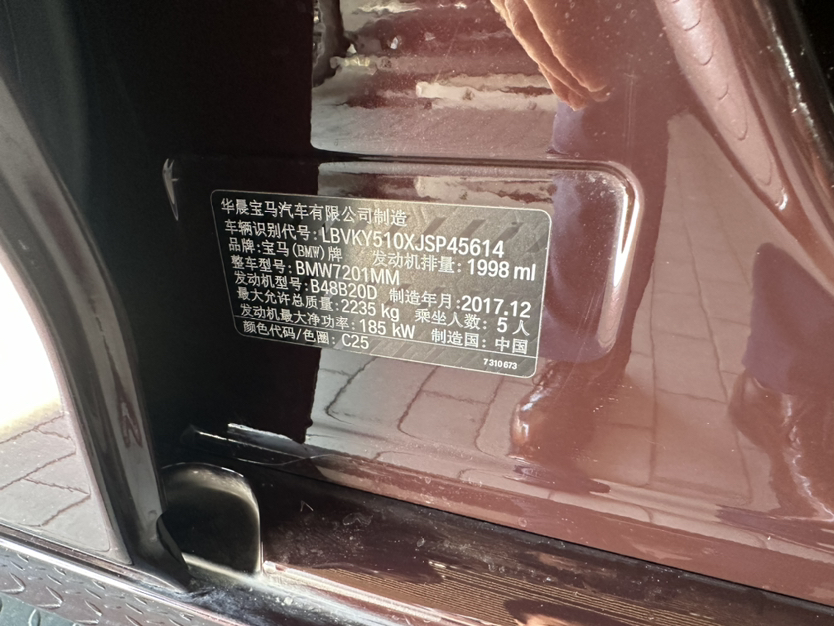 华晨宝马汽车有限公司制造
车辆识别代号: LBVKY510XJSP45614
品牌: 宝马(BMW)牌 发动机排量: 1998 ml
整车型号: BMW7201MM
发动机型号: B48B20D 制造年月: 2017.12
最大允许总质量: 2235 kg 乘坐人数: 5 人
发动机最大净功率: 185 kW 制造国: 中国
颜色代码/色圈: C25
7310673